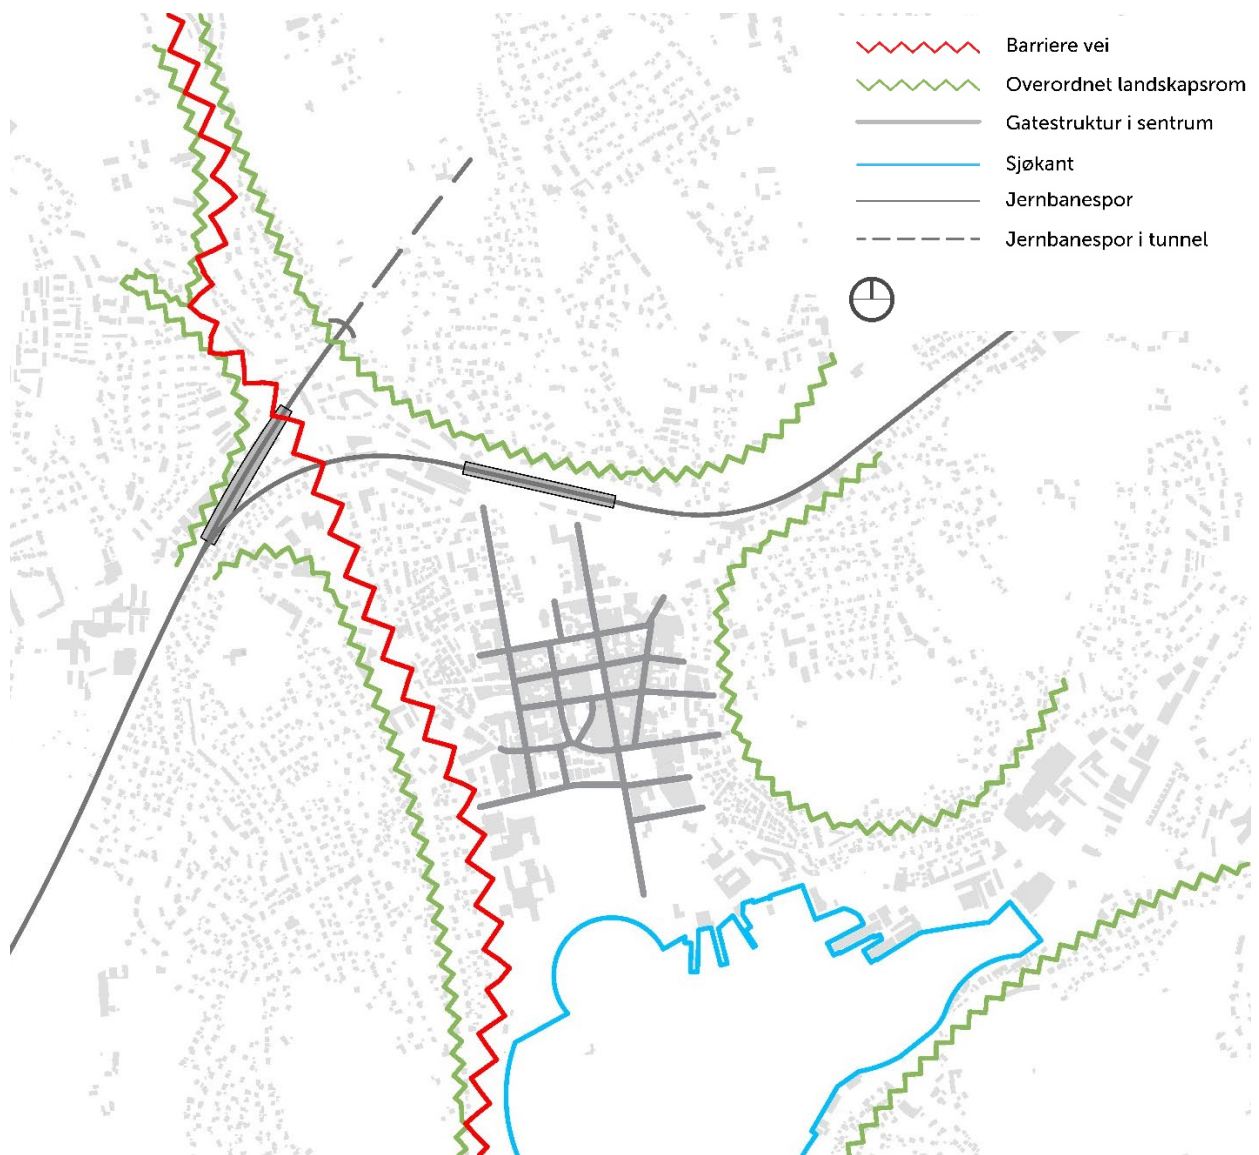 Barriere vei
Overordnet landskapsrom
Gatestruktur i sentrum
Sjøkant
Jernbanespor
Jernbanespor i tunnel